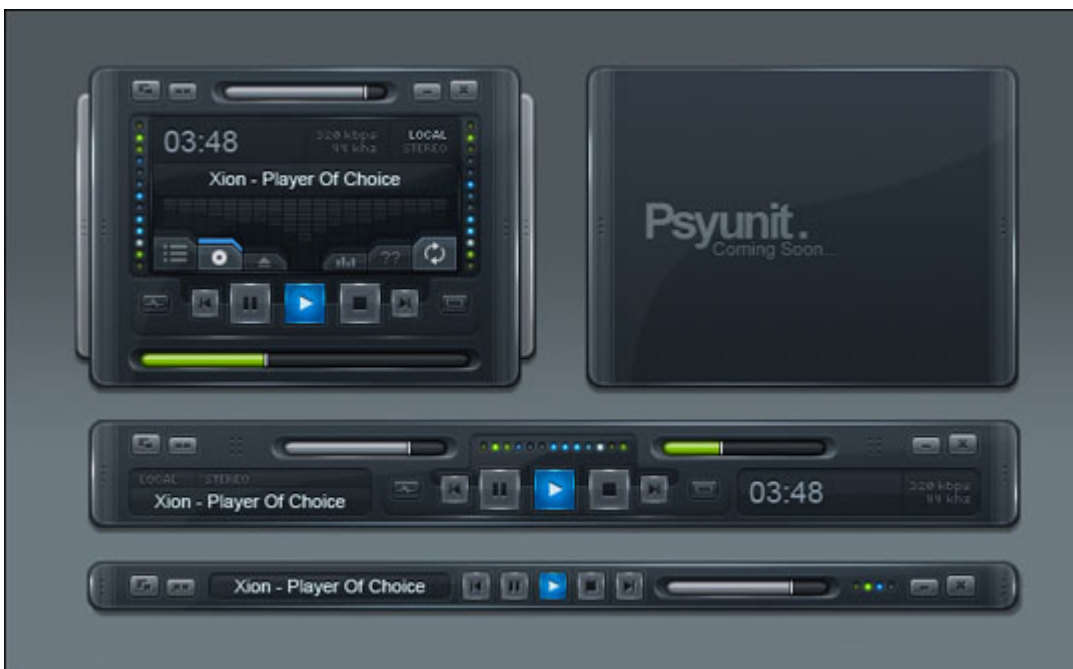 03:48
320 kbps
44 khz
LOCAL
STEREO
Xion - Player Of Choice
??
Psyunit.
Coming Soon...
LOCAL STEREO
Xion - Player Of Choice
03:48
320 kbps
44 khz
Xion - Player Of Choice